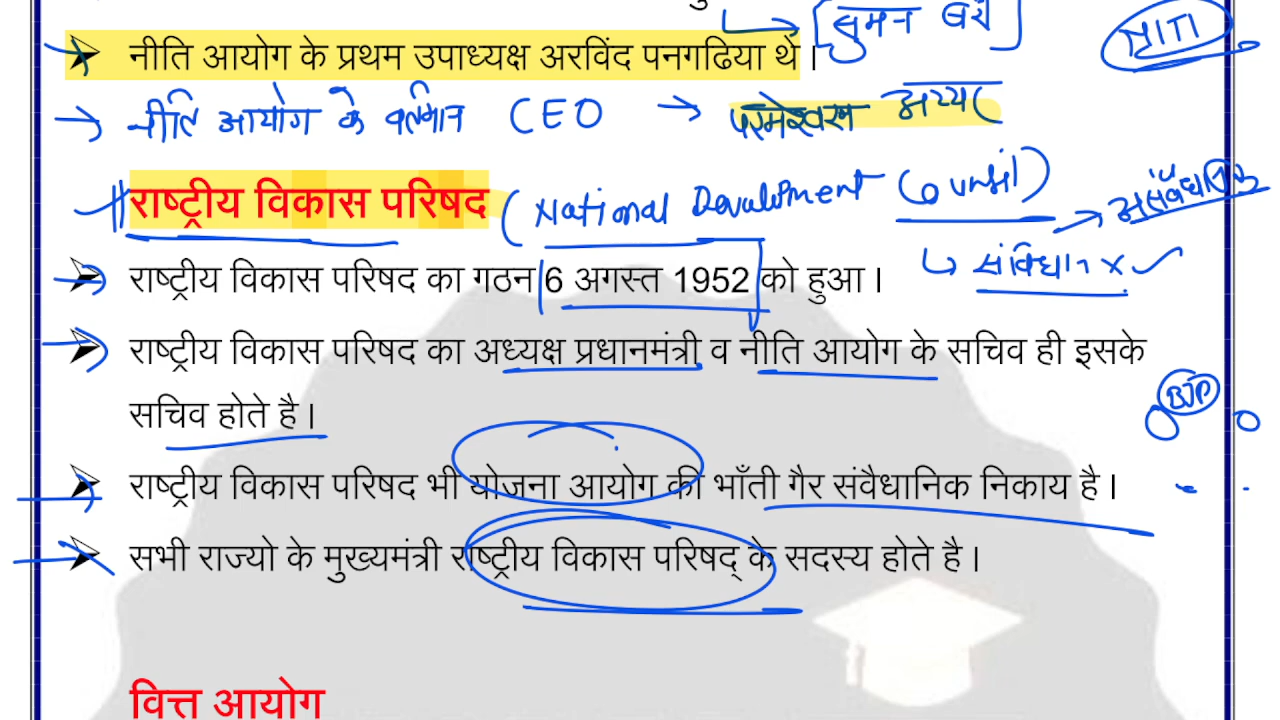 [सुमन बेरी]
NITI
नीति आयोग के प्रथम उपाध्यक्ष अरविंद पनगढिया थे ।
→ नीति आयोग के वर्तमान CEO → परमेश्वरन अय्यर
राष्ट्रीय विकास परिषद (National Development Council)
→ असंवैधानिक
राष्ट्रीय विकास परिषद का गठन 6 अगस्त 1952 को हुआ ।
संविधान x ✓
राष्ट्रीय विकास परिषद का अध्यक्ष प्रधानमंत्री व नीति आयोग के सचिव ही इसके
सचिव होते है ।
BJP
राष्ट्रीय विकास परिषद भी योजना आयोग की भाँती गैर संवैधानिक निकाय है ।
सभी राज्यो के मुख्यमंत्री राष्ट्रीय विकास परिषद् के सदस्य होते है ।
वित्त आयोग